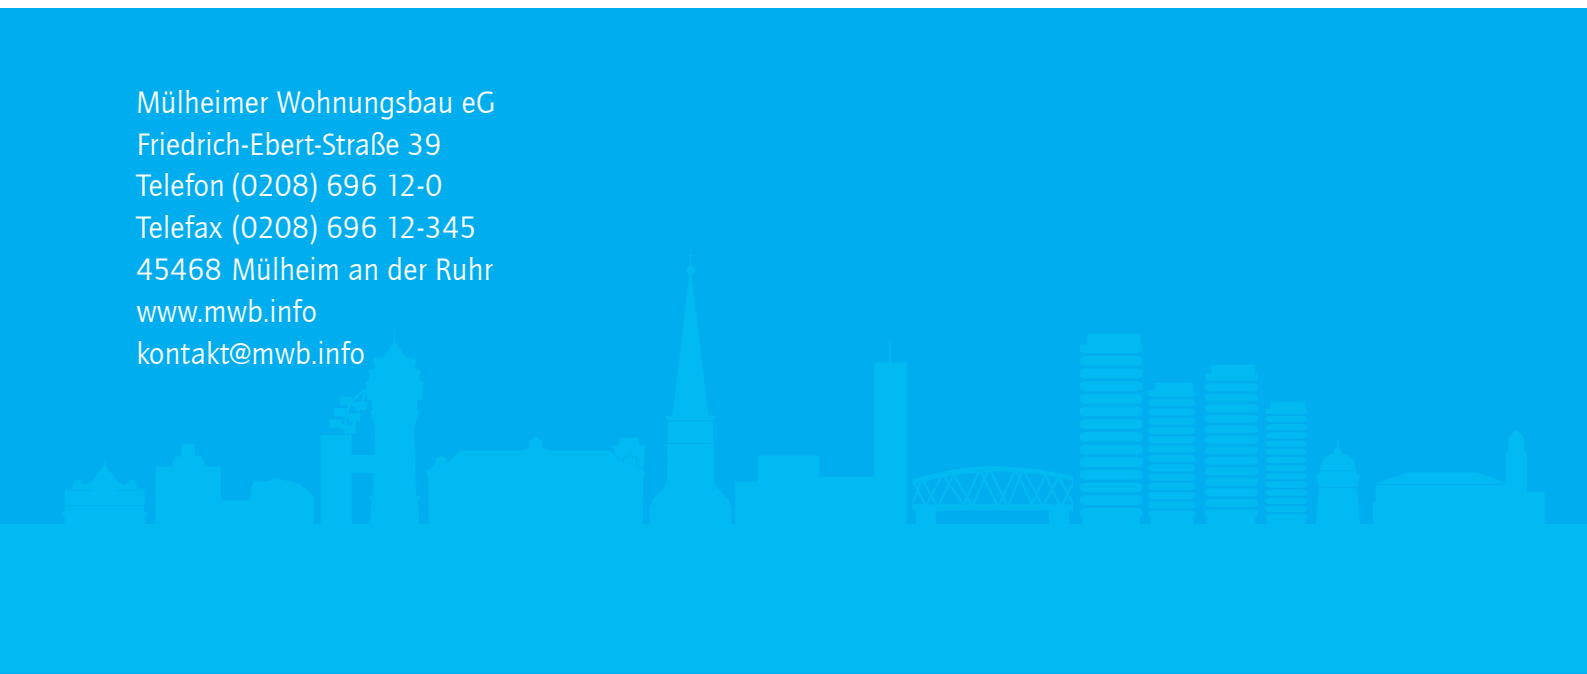 Mülheimer Wohnungsbau eG
Friedrich-Ebert-Straße 39
Telefon (0208) 696 12-0
Telefax (0208) 696 12-345
45468 Mülheim an der Ruhr
www.mwb.info
kontakt@mwb.info